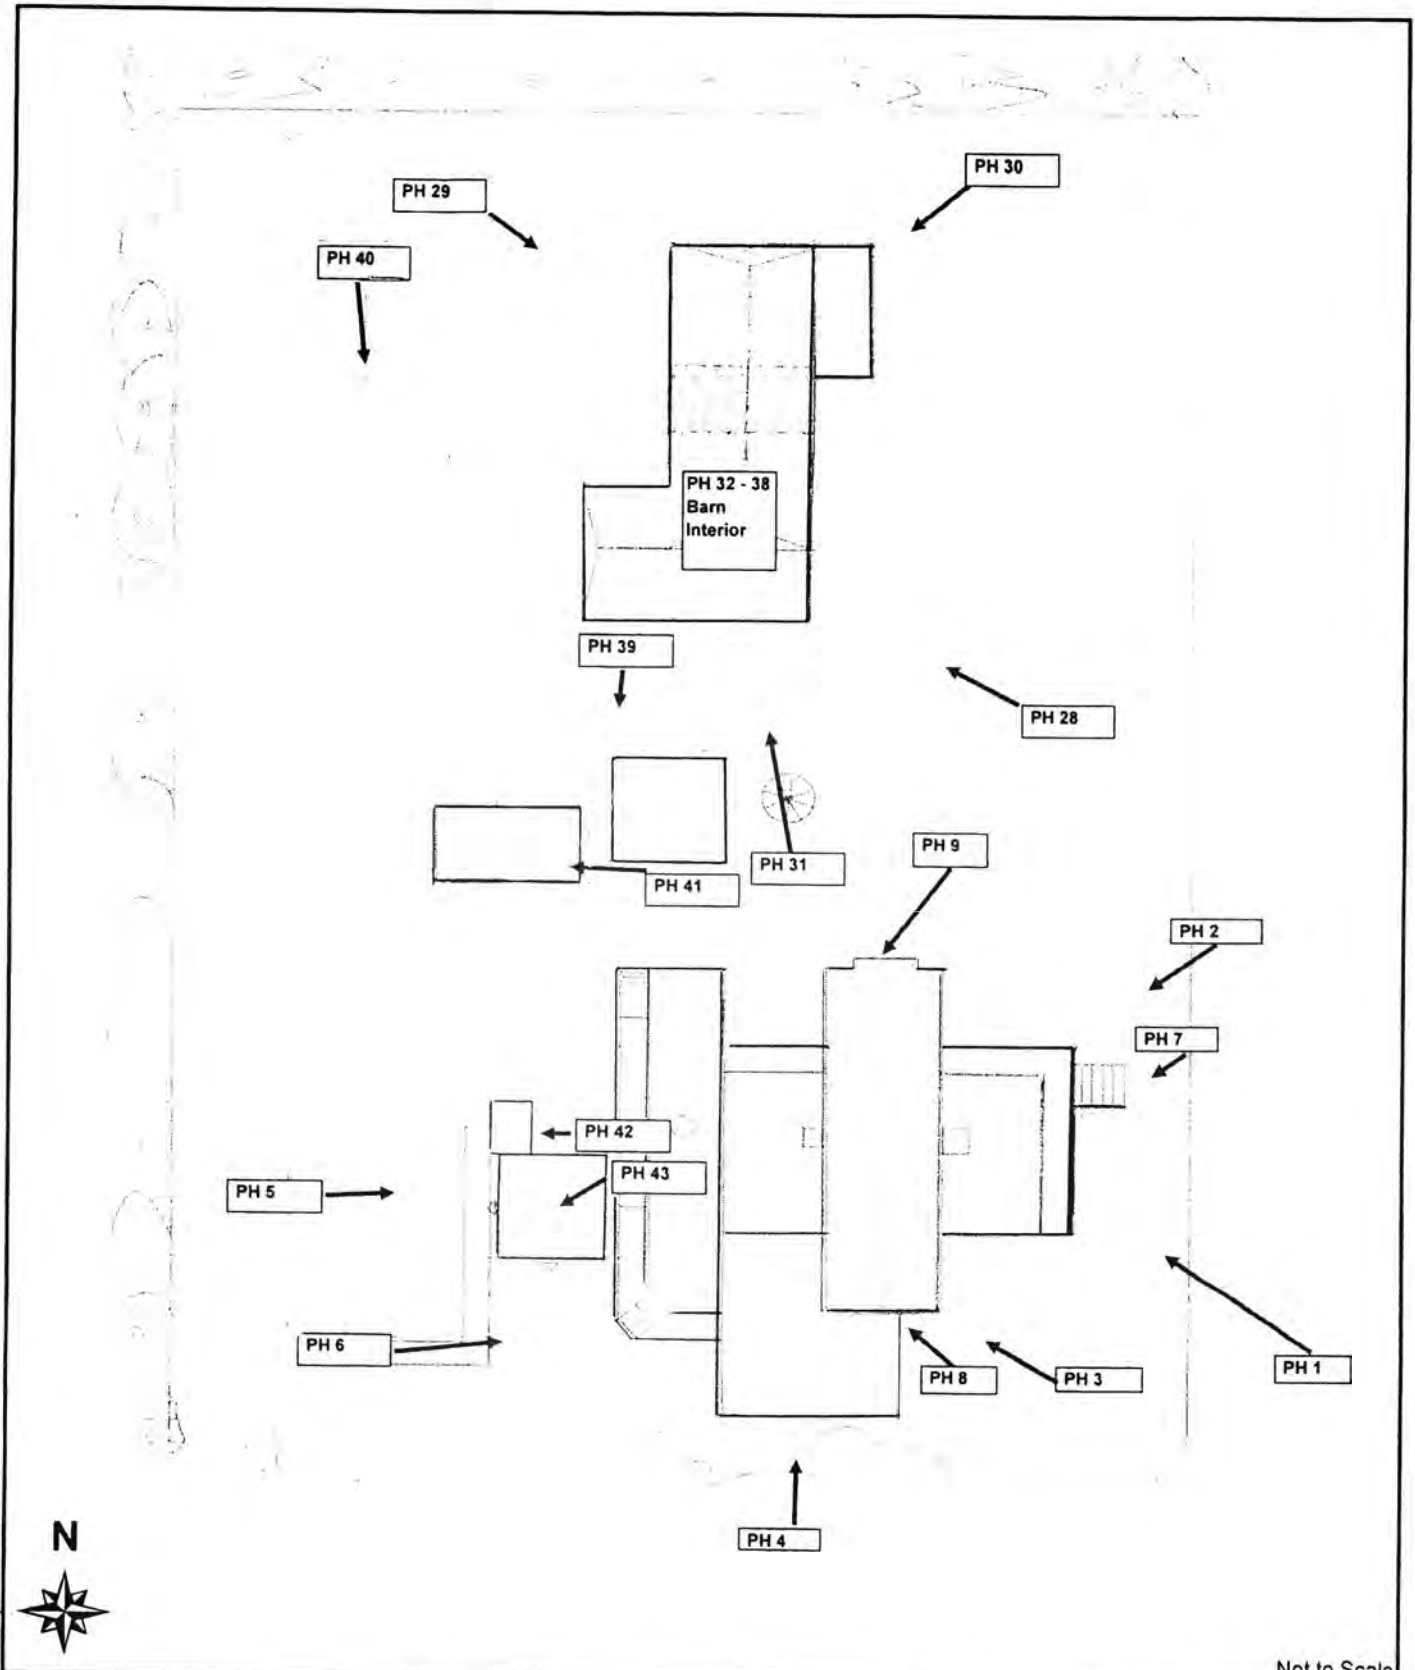 PH 30
PH 29
PH 40
PH 32 - 38
Barn
Interior
PH 39
PH 28
PH 9
PH 31
PH 41
PH 2
PH 7
PH 42
PH 43
PH 5
PH 6
PH 8
PH 3
PH 1
PH 4
N
Not to Scale